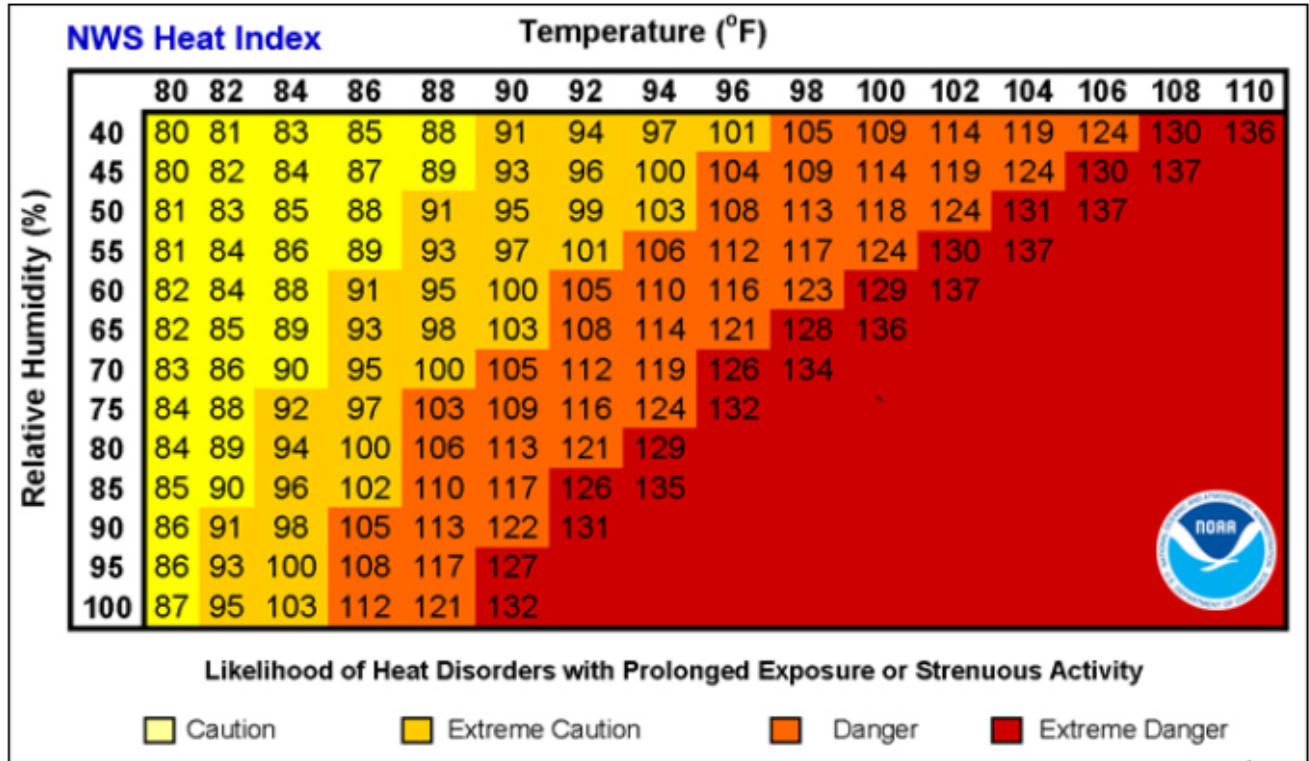 NWS Heat Index
Temperature (°F)
80 82 84 86 88 90 92 94 96 98 100 102 104 106 108 110
Relative Humidity (%)
40 80 81 83 85 88 91 94 97 101 105 109 114 119 124 130 136
45 80 82 84 87 89 93 96 100 104 109 114 119 124 130 137
50 81 83 85 88 91 95 99 103 108 113 118 124 131 137
55 81 84 86 89 93 97 101 106 112 117 124 130 137
60 82 84 88 91 95 100 105 110 116 123 129 137
65 82 85 89 93 98 103 108 114 121 128 136
70 83 86 90 95 100 105 112 119 126 134
75 84 88 92 97 103 109 116 124 132
80 84 89 94 100 106 113 121 129
85 85 90 96 102 110 117 126 135
90 86 91 98 105 113 122 131
95 86 93 100 108 117 127
100 87 95 103 112 121 132
NOAA
NATIONAL OCEANIC AND ATMOSPHERIC ADMINISTRATION
U.S. DEPARTMENT OF COMMERCE
Likelihood of Heat Disorders with Prolonged Exposure or Strenuous Activity
Caution Extreme Caution Danger Extreme Danger